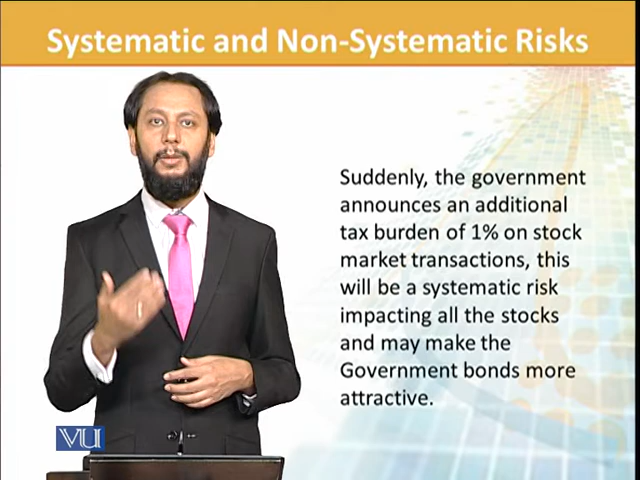 Systematic and Non-Systematic Risks
Suddenly, the government
announces an additional
tax burden of 1% on stock
market transactions, this
will be a systematic risk
impacting all the stocks
and may make the
Government bonds more
attractive.
VU